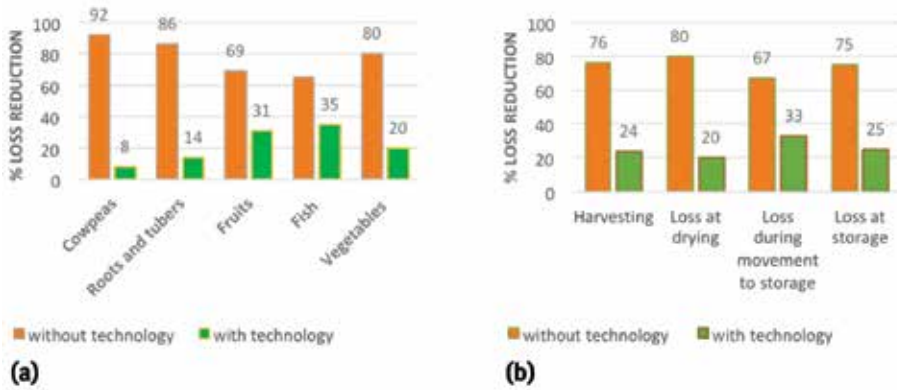 % LOSS REDUCTION
100
80
60
40
20
0
92
8
86
14
69
31
35
80
20
Cowpeas
Roots and tubers
Fruits
Fish
Vegetables
without technology
with technology
(a)
% LOSS REDUCTION
100
80
60
40
20
0
76
24
80
20
67
33
75
25
Harvesting
Loss at
drying
Loss
during
movement
to storage
Loss at
storage
without technology
with technology
(b)